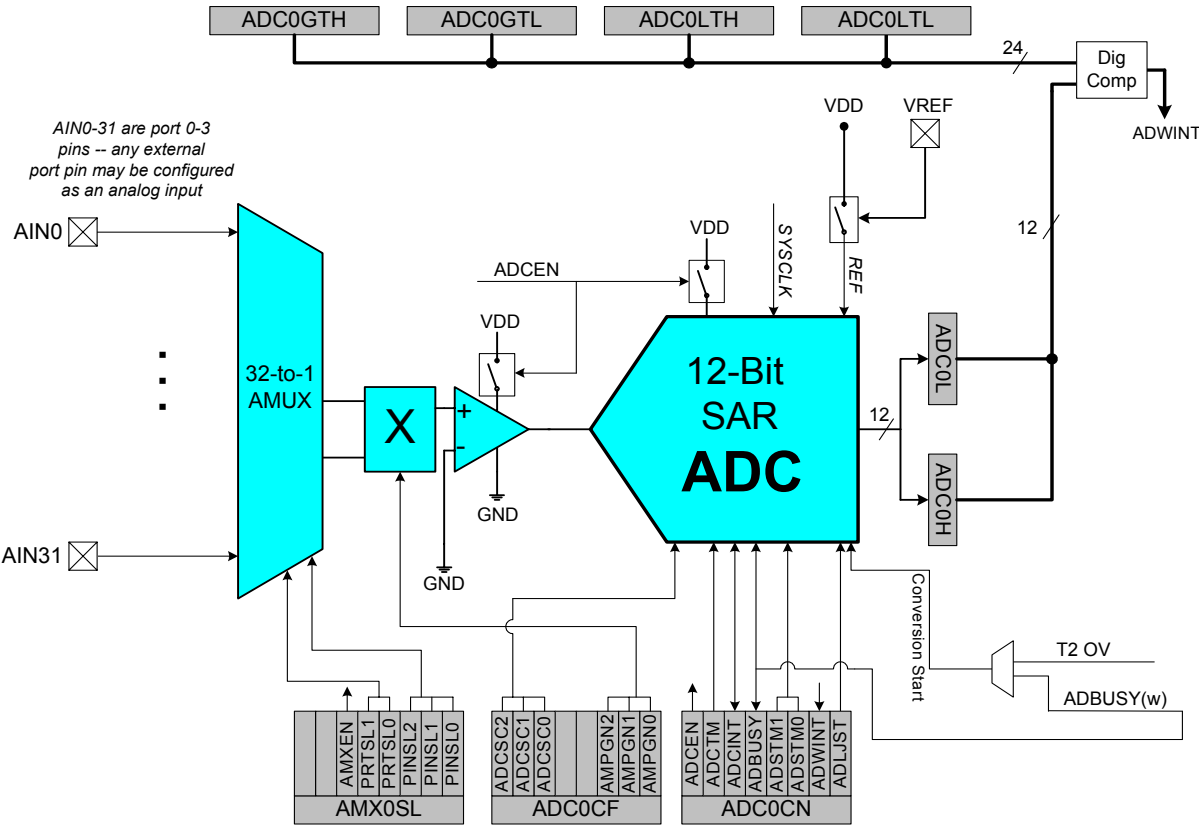 ADC0GTH
ADC0GTL
ADC0LTH
ADC0LTL
24
Dig
Comp
ADWINT
VDD
VREF
AIN0-31 are port 0-3
pins -- any external
port pin may be configured
as an analog input
AIN0
12
VDD
SYSCLK
REF
ADCEN
VDD
ADC0L
32-to-1
AMUX
X
+
-
12-Bit
SAR
ADC
12
ADC0H
GND
GND
AIN31
Conversion Start
T2 OV
ADBUSY(w)
AMXEN
PRTSL1
PRTSL0
PINSL2
PINSL1
PINSL0
AMX0SL
ADCSC2
ADCSC1
ADCSC0
AMPGN2
AMPGN1
AMPGN0
ADC0CF
ADCEN
ADCTM
ADCINT
ADBUSY
ADSTM1
ADSTM0
ADWINT
ADLJST
ADC0CN